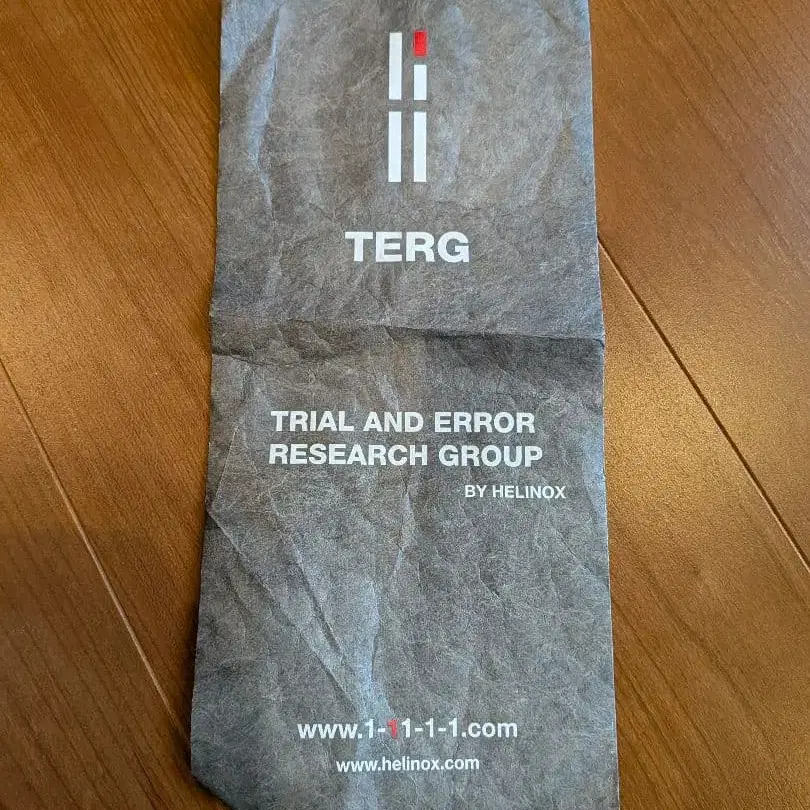 TERG
TRIAL AND ERROR
RESEARCH GROUP
BY HELINOX
www.1-11-1-1.com
www.helinox.com